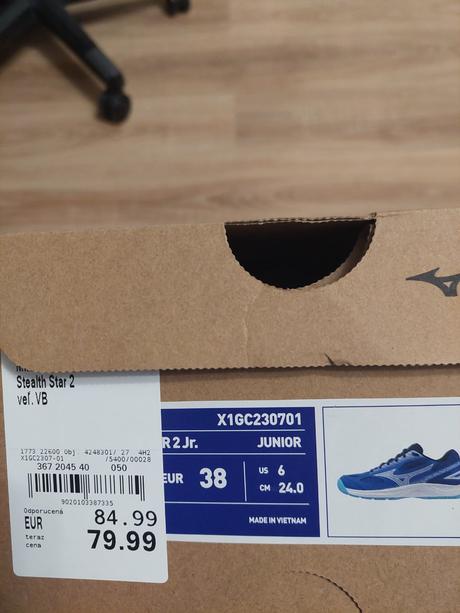 Stealth Star 2
veľ. VB
1773 22600 Obj. 4248301/ 27 4H2
X1GC2307-01 /5400/00028
367 2045 40 050
9020103387335
Odporucená
EUR 84.99
teraz
cena 79.99
X1GC230701
R 2 Jr. JUNIOR
EUR 38
US 6
CM 24.0
MADE IN VIETNAM